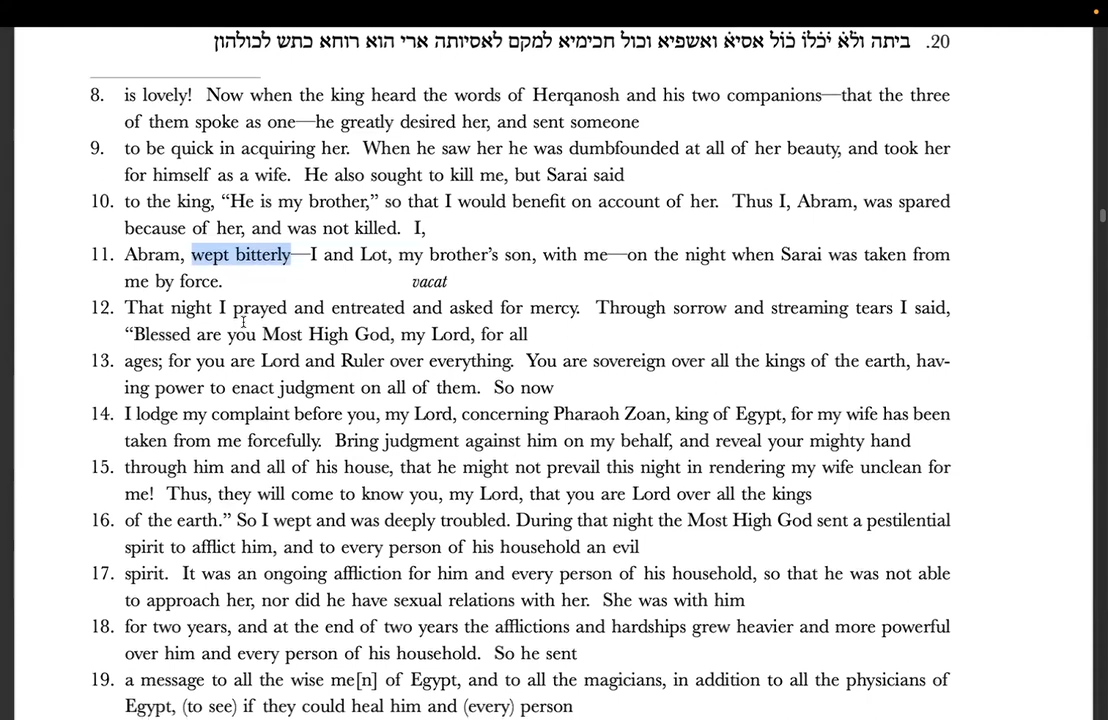 20. ביתה ולא יכלו כול אסיא ואשפיא וכול חכימיא למקם לאסיותה ארי הוא רוחא כתש לכולהון
8. is lovely! Now when the king heard the words of Herqanosh and his two companions—that the three
of them spoke as one—he greatly desired her, and sent someone
9. to be quick in acquiring her. When he saw her he was dumbfounded at all of her beauty, and took her
for himself as a wife. He also sought to kill me, but Sarai said
10. to the king, “He is my brother,” so that I would benefit on account of her. Thus I, Abram, was spared
because of her, and was not killed. I,
11. Abram, wept bitterly—I and Lot, my brother’s son, with me—on the night when Sarai was taken from
me by force. vacat
12. That night I prayed and entreated and asked for mercy. Through sorrow and streaming tears I said,
“Blessed are you Most High God, my Lord, for all
13. ages; for you are Lord and Ruler over everything. You are sovereign over all the kings of the earth, hav-
ing power to enact judgment on all of them. So now
14. I lodge my complaint before you, my Lord, concerning Pharaoh Zoan, king of Egypt, for my wife has been
taken from me forcefully. Bring judgment against him on my behalf, and reveal your mighty hand
15. through him and all of his house, that he might not prevail this night in rendering my wife unclean for
me! Thus, they will come to know you, my Lord, that you are Lord over all the kings
16. of the earth.” So I wept and was deeply troubled. During that night the Most High God sent a pestilential
spirit to afflict him, and to every person of his household an evil
17. spirit. It was an ongoing affliction for him and every person of his household, so that he was not able
to approach her, nor did he have sexual relations with her. She was with him
18. for two years, and at the end of two years the afflictions and hardships grew heavier and more powerful
over him and every person of his household. So he sent
19. a message to all the wise me[n] of Egypt, and to all the magicians, in addition to all the physicians of
Egypt, (to see) if they could heal him and (every) person